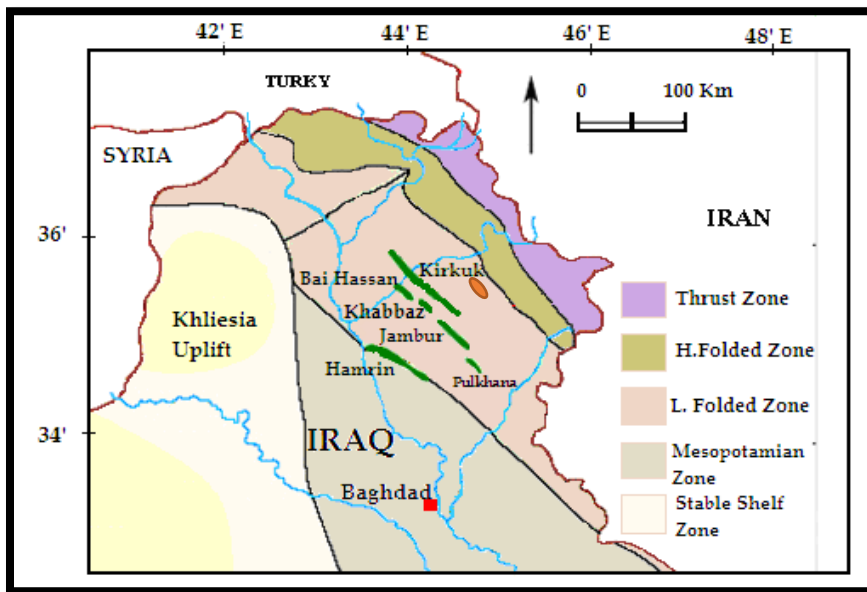 42' E
44' E
46' E
48' E
TURKY
0
100 Km
SYRIA
IRAN
36'
Bai Hassan
Kirkuk
Khabbaz
Khliesia
Uplift
Jambur
Hamrin
Pulkhana
34'
IRAQ
Baghdad
Thrust Zone
H.Folded Zone
L. Folded Zone
Mesopotamian
Zone
Stable Shelf
Zone